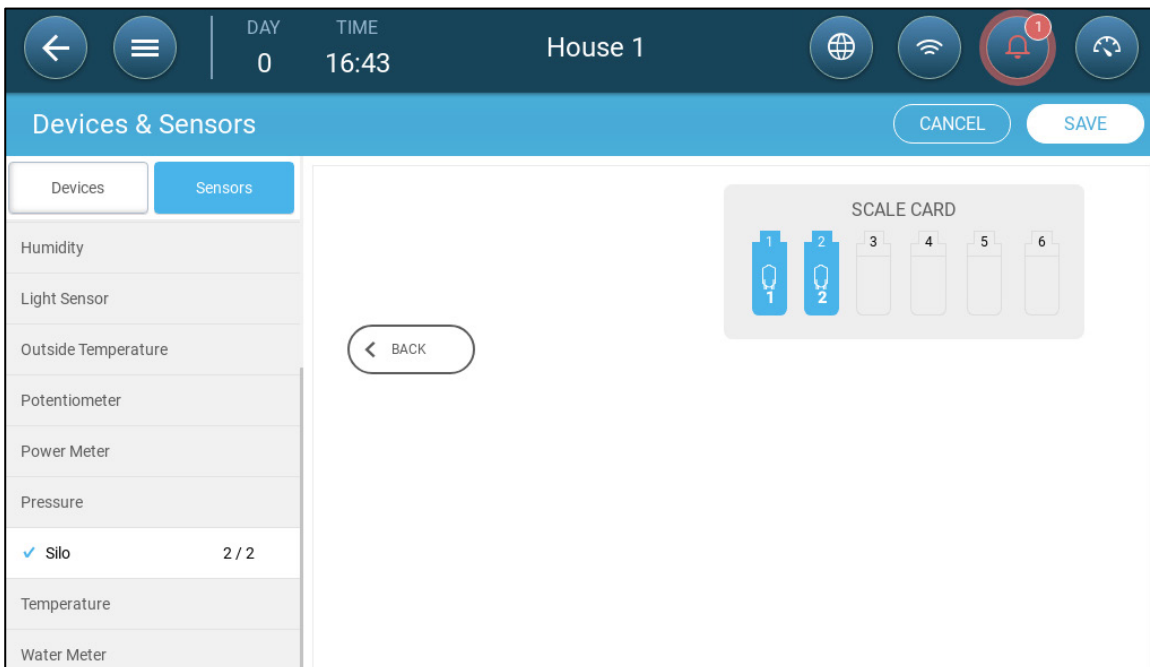 DAY TIME 1
0 16:43 House 1
Devices & Sensors CANCEL SAVE
Devices Sensors
SCALE CARD
1 2 3 4 5 6
1 2
Humidity
Light Sensor
Outside Temperature
BACK
Potentiometer
Power Meter
Pressure
Silo 2 / 2
Temperature
Water Meter